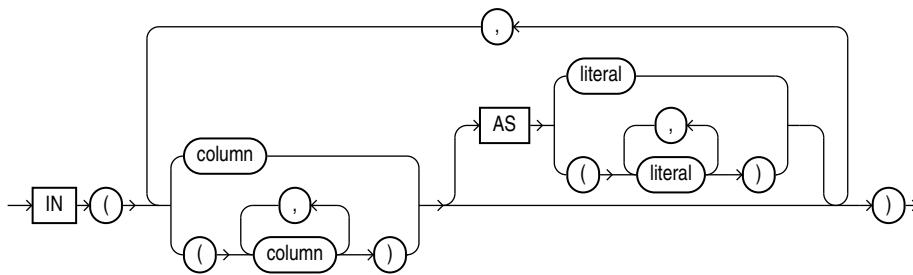 ,
literal
AS
,
( literal )
column
,
IN ( )
( column )